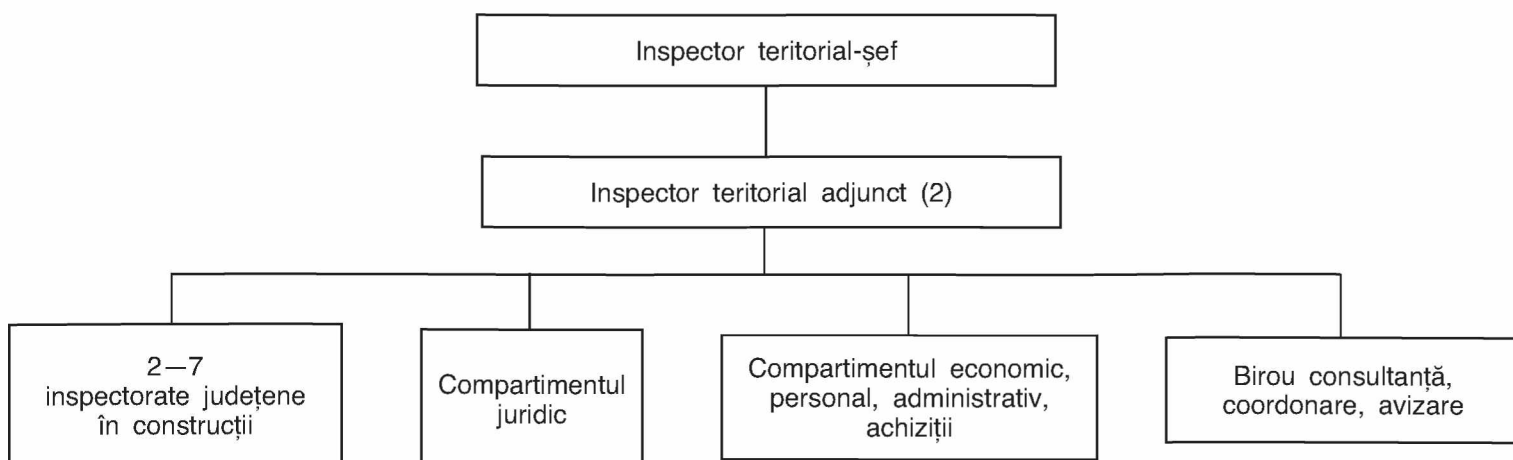 Inspector teritorial-șef
Inspector teritorial adjunct (2)
2—7
inspectorate județene
în construcții
Compartimentul
juridic
Compartimentul economic,
personal, administrativ,
achiziții
Birou consultanță,
coordonare, avizare